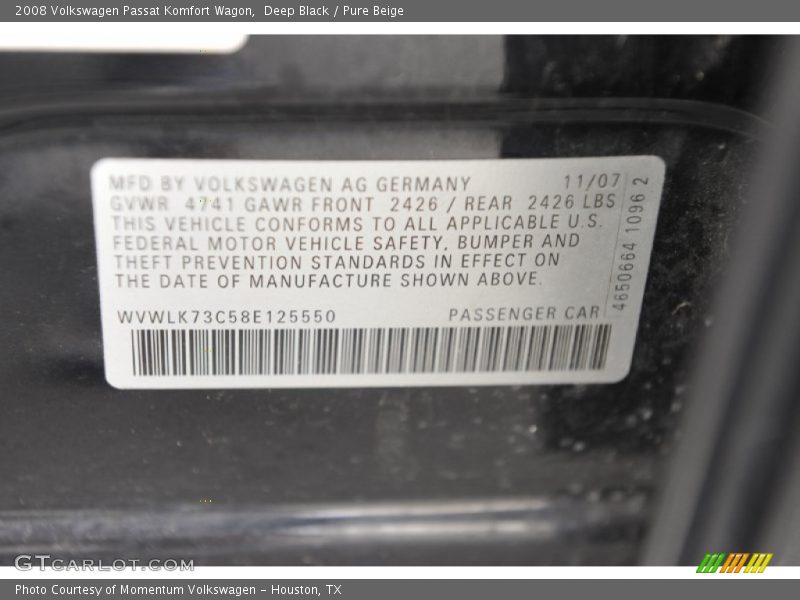 2008 Volkswagen Passat Komfort Wagon, Deep Black / Pure Beige
MFD BY VOLKSWAGEN AG GERMANY 11/07
GVWR 4741 GAWR FRONT 2426 / REAR 2426 LBS
THIS VEHICLE CONFORMS TO ALL APPLICABLE U.S.
FEDERAL MOTOR VEHICLE SAFETY, BUMPER AND
THEFT PREVENTION STANDARDS IN EFFECT ON
THE DATE OF MANUFACTURE SHOWN ABOVE.
WVWLK73C58E125550 PASSENGER CAR
4650664 1096 2
GTCARLOT.COM
Photo Courtesy of Momentum Volkswagen - Houston, TX